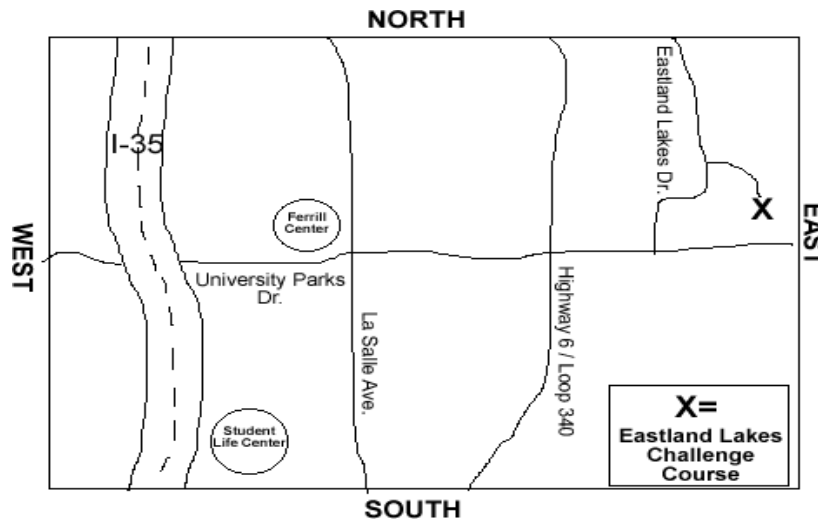 NORTH
I-35
Eastland Lakes Dr.
Ferrill
Center
X
WEST
EAST
University Parks
Dr.
La Salle Ave.
Highway 6 / Loop 340
Student
Life Center
X=
Eastland Lakes
Challenge
Course
SOUTH